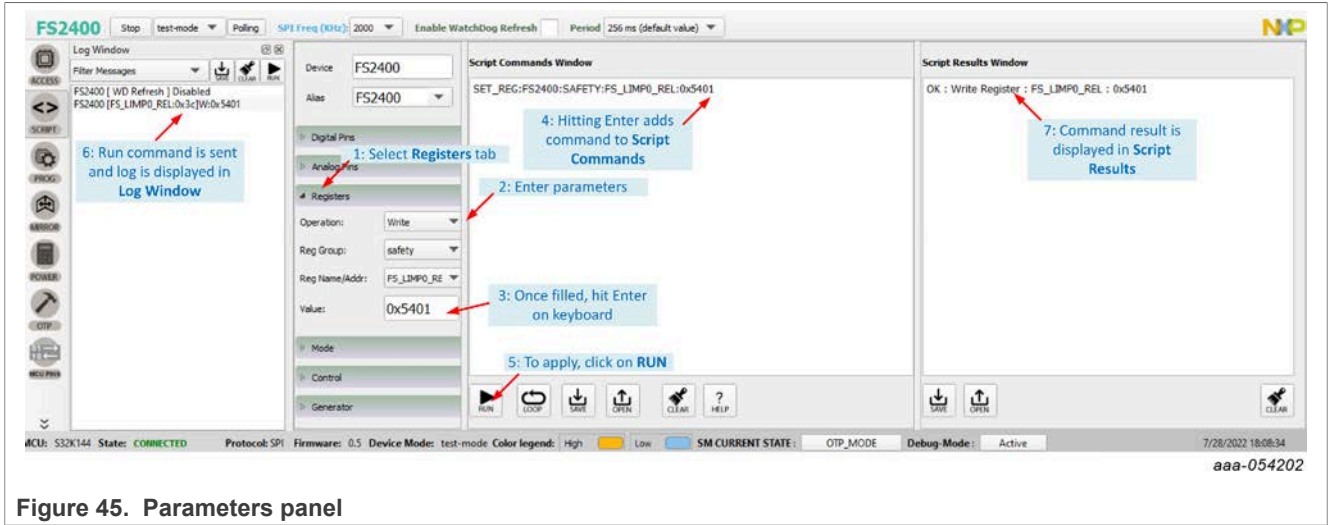 FS2400 Stop test-mode Polling SPI Freq (KHz): 2000 Enable WatchDog Refresh Period 256 ms (default value) NXP
Log Window
Filter Messages SAVE CLEAR RUN
FS2400 [ WD Refresh ] Disabled
FS2400 [FS_LIMP0_REL:0x3c]W:0x5401
6: Run command is sent
and log is displayed in
Log Window
ACCESS
SCRIPT
PROG
MIRROR
POWER
OTP
MCU PINS
Device FS2400
Alias FS2400
Digital Pins
1: Select Registers tab
Analog Pins
Registers
2: Enter parameters
Operation: Write
Reg Group: safety
Reg Name/Addr: FS_LIMP0_RE
Value: 0x5401
3: Once filled, hit Enter
on keyboard
Mode
Control
Generator
Script Commands Window
SET_REG:FS2400:SAFETY:FS_LIMP0_REL:0x5401
4: Hitting Enter adds
command to Script
Commands
5: To apply, click on RUN
RUN LOOP SAVE OPEN CLEAR ? HELP
Script Results Window
OK : Write Register : FS_LIMP0_REL : 0x5401
7: Command result is
displayed in Script
Results
SAVE OPEN CLEAR
MCU: S32K144 State: CONNECTED Protocol: SPI Firmware: 0.5 Device Mode: test-mode Color legend: High Low SM CURRENT STATE : OTP_MODE Debug-Mode : Active 7/28/2022 18:08:34
aaa-054202
Figure 45. Parameters panel